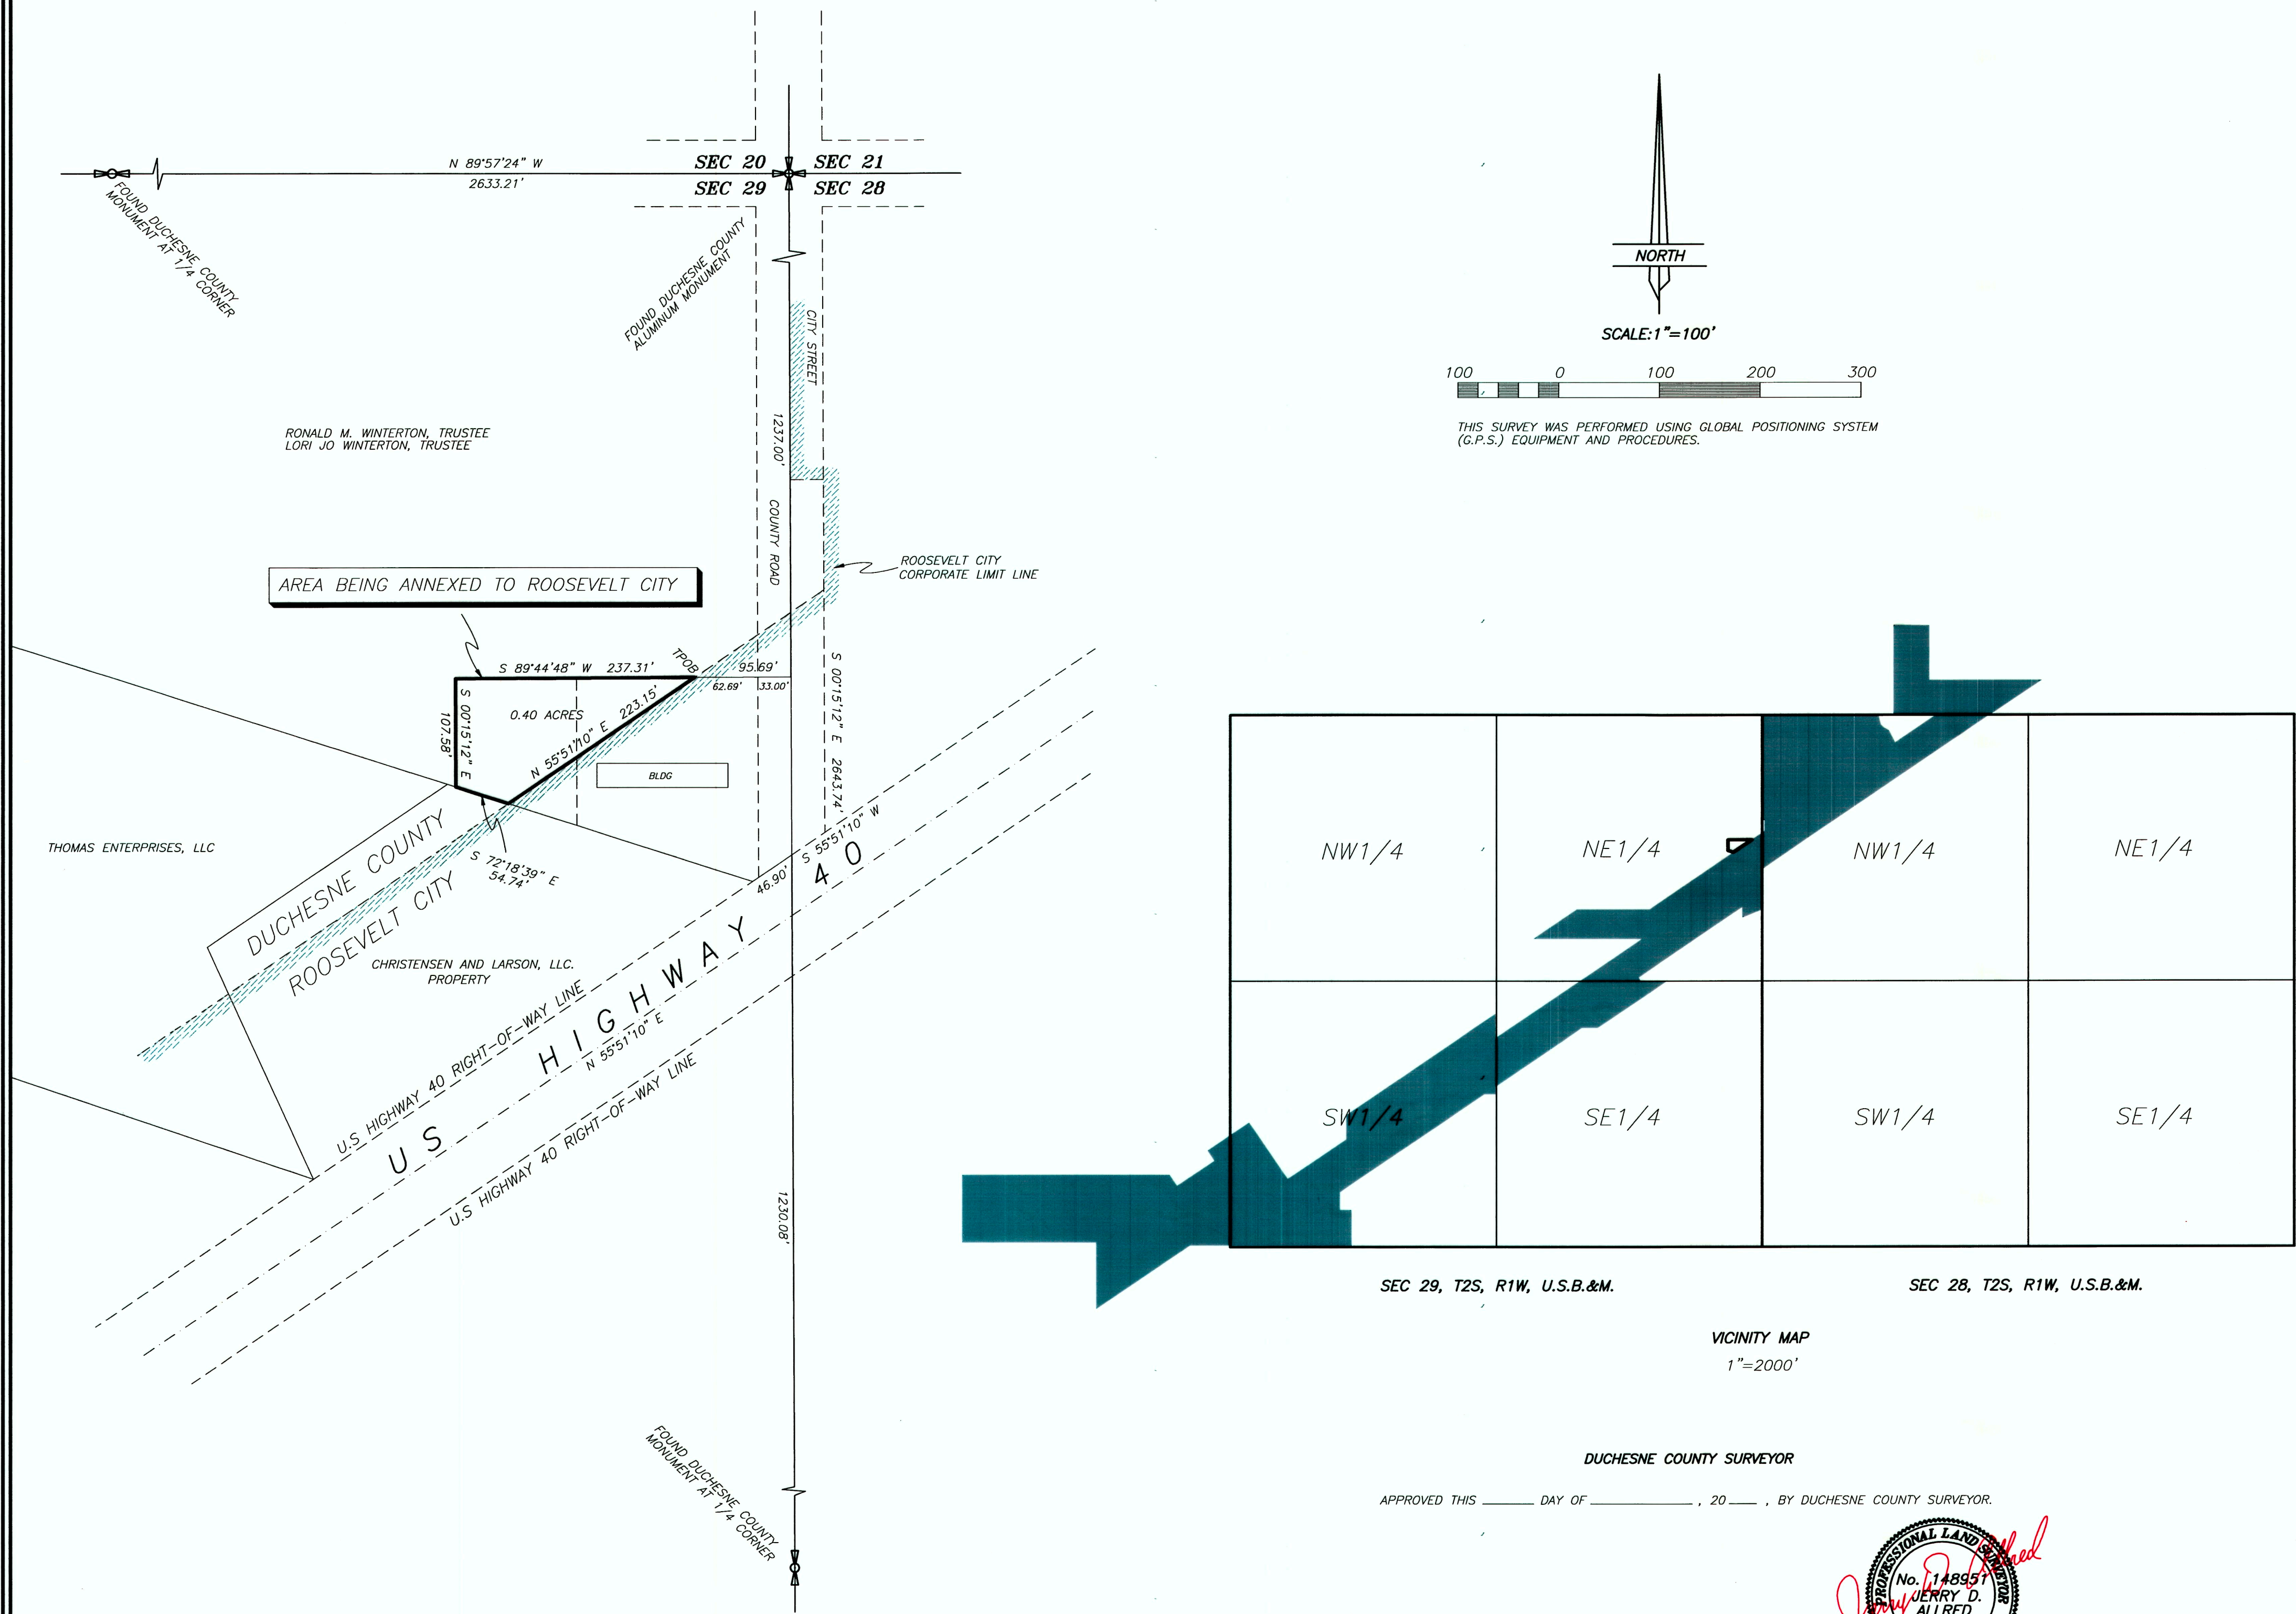 N 89°57'24" W
2633.21'
SEC 20
SEC 21
SEC 29
SEC 28
FOUND DUCHESNE COUNTY
MONUMENT AT 1/4 CORNER
FOUND DUCHESNE COUNTY
ALUMINUM MONUMENT
CITY STREET
1237.00'
COUNTY ROAD
RONALD M. WINTERTON, TRUSTEE
LORI JO WINTERTON, TRUSTEE
AREA BEING ANNEXED TO ROOSEVELT CITY
ROOSEVELT CITY
CORPORATE LIMIT LINE
S 89°44'48" W 237.31'
TPOB
95.69'
62.69'
33.00'
S 00°15'12" E
107.58'
0.40 ACRES
N 55°51'10" E 223.15'
BLDG
S 00°15'12" E 2643.74'
S 72°18'39" E
54.74'
THOMAS ENTERPRISES, LLC
DUCHESNE COUNTY
ROOSEVELT CITY
CHRISTENSEN AND LARSON, LLC.
PROPERTY
46.90'
S 55°51'10" W
U.S HIGHWAY 40 RIGHT-OF-WAY LINE
US HIGHWAY 40
N 55°51'10" E
U.S HIGHWAY 40 RIGHT-OF-WAY LINE
1230.08'
FOUND DUCHESNE COUNTY
MONUMENT AT 1/4 CORNER
NORTH
SCALE:1"=100'
100 0 100 200 300
THIS SURVEY WAS PERFORMED USING GLOBAL POSITIONING SYSTEM
(G.P.S.) EQUIPMENT AND PROCEDURES.
NW1/4
NE1/4
NW1/4
NE1/4
SW1/4
SE1/4
SW1/4
SE1/4
SEC 29, T2S, R1W, U.S.B.&M.
SEC 28, T2S, R1W, U.S.B.&M.
VICINITY MAP
1"=2000'
DUCHESNE COUNTY SURVEYOR
APPROVED THIS ______ DAY OF ____________ , 20 ___ , BY DUCHESNE COUNTY SURVEYOR.
PROFESSIONAL LAND SURVEYOR
No. 148951
JERRY D.
ALLRED
Jerry D Allred